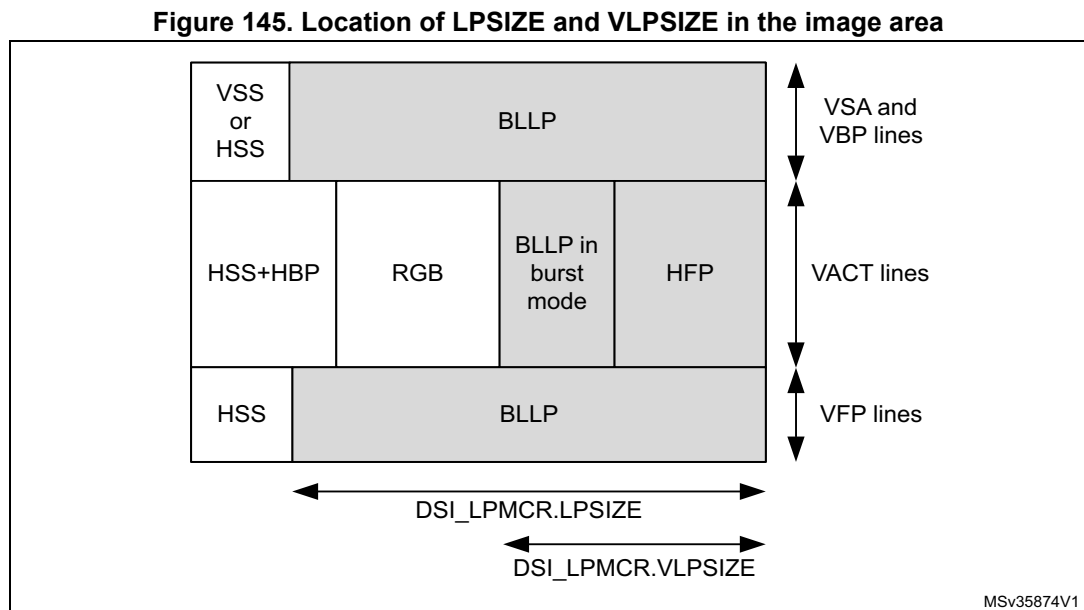 Figure 145. Location of LPSIZE and VLPSIZE in the image area
VSS
or
HSS
BLLP
VSA and
VBP lines
HSS+HBP
RGB
BLLP in
burst
mode
HFP
VACT lines
HSS
BLLP
VFP lines
DSI_LPMCR.LPSIZE
DSI_LPMCR.VLPSIZE
MSv35874V1